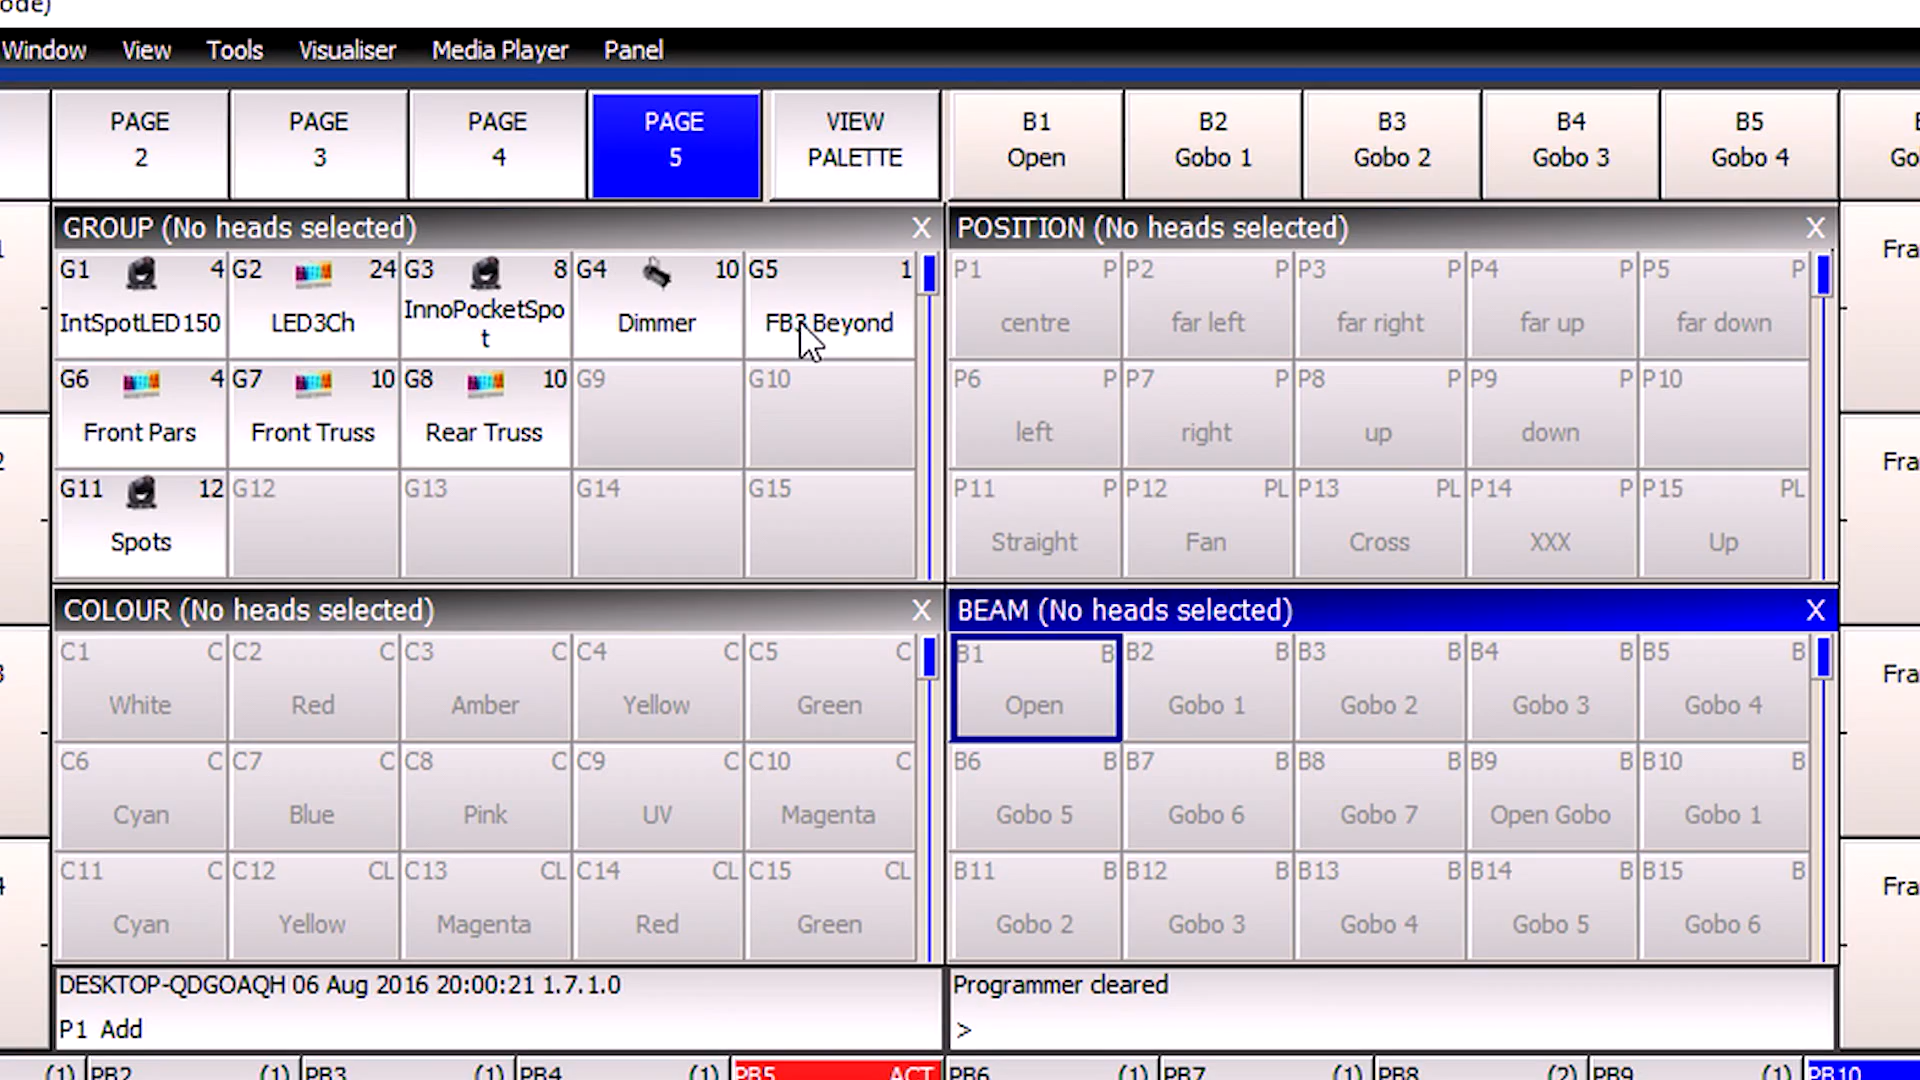 ode)
Window View Tools Visualiser Media Player Panel
PAGE 2
PAGE 3
PAGE 4
PAGE 5
VIEW PALETTE
B1 Open
B2 Gobo 1
B3 Gobo 2
B4 Gobo 3
B5 Gobo 4
GROUP (No heads selected) X
G1 4 IntSpotLED150
G2 24 LED3Ch
G3 8 InnoPocketSpo
t
G4 10 Dimmer
G5 1 Beyond
G6 4 Front Pars
G7 10 Front Truss
G8 10 Rear Truss
G9
G10
G11 12 Spots
G12
G13
G14
G15
POSITION (No heads selected) X
P1 P centre
P2 P far left
P3 P far right
P4 P far up
P5 P far down
P6 P left
P7 P right
P8 P up
P9 P down
P10
P11 P Straight
P12 PL Fan
P13 PL Cross
P14 P XXX
P15 PL Up
COLOUR (No heads selected) X
C1 C White
C2 C Red
C3 C Amber
C4 C Yellow
C5 C Green
C6 C Cyan
C7 C Blue
C8 C Pink
C9 C UV
C10 C Magenta
C11 C Cyan
C12 CL Yellow
C13 CL Magenta
C14 CL Red
C15 CL Green
BEAM (No heads selected) X
B1 B Open
B2 B Gobo 1
B3 B Gobo 2
B4 B Gobo 3
B5 B Gobo 4
B6 B Gobo 5
B7 B Gobo 6
B8 B Gobo 7
B9 B Open Gobo
B10 B Gobo 1
B11 B Gobo 2
B12 B Gobo 3
B13 B Gobo 4
B14 B Gobo 5
B15 B Gobo 6
Fra
Fra
Fra
Fra
DESKTOP-QDGOAQH 06 Aug 2016 20:00:21 1.7.1.0
P1 Add
Programmer cleared
>
(1) PB2 (1) PB3 (1) PB4 (1) PB5 ACT PB6 (1) PB7 (1) PB8 (2) PB9 (1) PB10